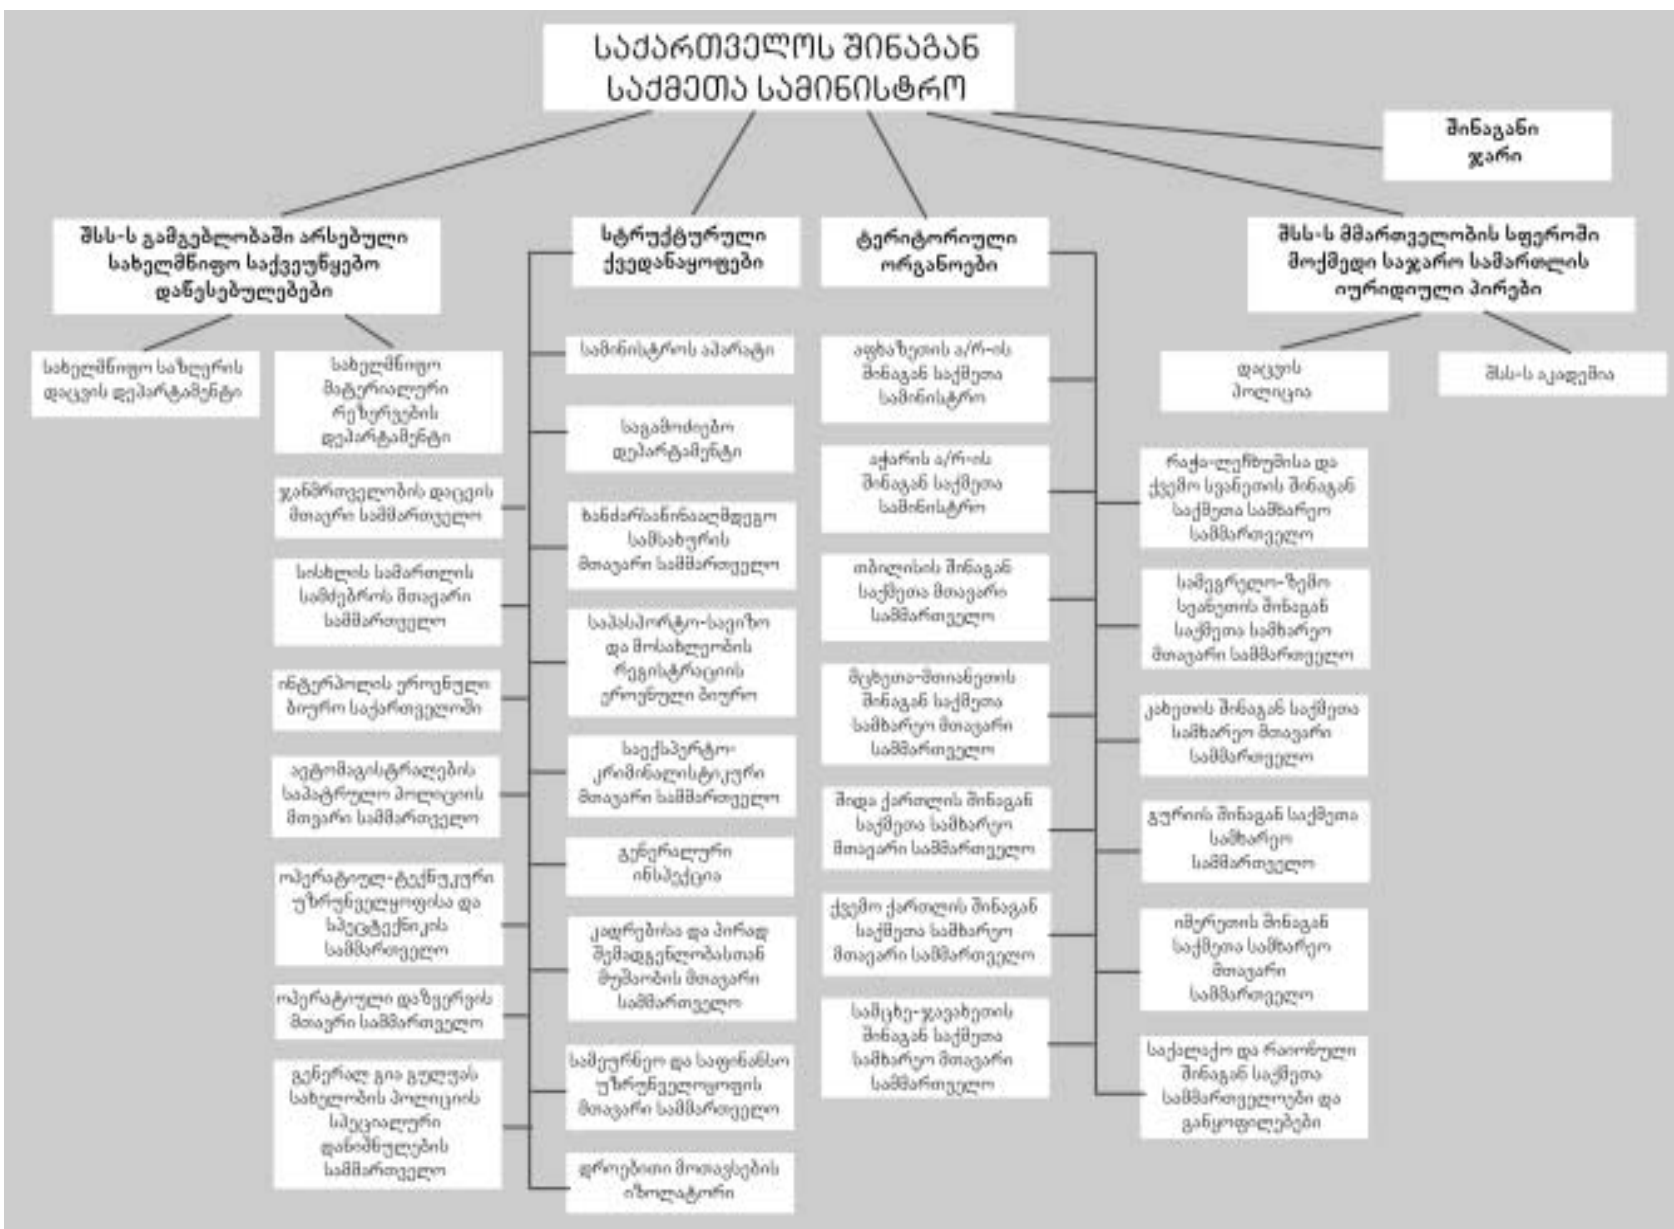 საქართველოს შინაგან
საქმეთა სამინისტრო
შინაგანი
ჯარი
შსს-ს გამგებლობაში არსებული
სახელმწიფო საქვეუწყებო
დაწესებულებები
სახელმწიფო საზღვრის
დაცვის დეპარტამენტი
სახელმწიფო
მატერიალური
რეზერვების
დეპარტამენტი
სტრუქტურული
ქვედანაყოფები
სამინისტროს აპარატი
საგამოძიებო
დეპარტამენტი
ხანძარსაწინააღმდეგო
სამსახურის
მთავარი სამმართველო
საპასპორტო-სავიზო
და მოსახლეობის
რეგისტრაციის
ეროვნული ბიურო
საექსპერტო-
კრიმინალისტიკური
მთავარი სამმართველო
გენერალური
ინსპექცია
კადრებისა და პირად
შემადგენლობასთან
მუშაობის მთავარი
სამმართველო
სამეურნეო და საფინანსო
უზრუნველოყოფის
მთავარი სამმართველო
დროებითი მოთავსების
იზოლატორი
ჯანმრთველობის დაცვის
მთავრი სამმართველო
სისხლის სამართლის
სამძებროს მთავარი
სამმართველო
ინტერპოლის ეროვნული
ბიურო საქართველოში
ავტომაგისტრალების
საპატრულო პოლიციის
მთვარი სამმართველო
ოპერატიულ-ტექნუკური
უზრუნველყოფისა და
სპეცტექნიკის
სამმართველო
ოპერატიული დაზვერვის
მთავრი სამმართველო
გენერალ გია გულუას
სახელობის პოლიციის
სპეციალური
დანიშნულების
სამმართველო
ტერიტორიული
ორგანოები
აფხაზეთის ა/რ-ის
შინაგან საქმეთა
სამინისტრო
აჭარის ა/რ-ის
შინაგან საქმეთა
სამინისტრო
თბილისის შინაგან
საქმეთა მთავარი
სამმართველო
მცხეთა-მთიანეთის
შინაგან საქმეთა
სამხარეო მთავარი
სამმართველო
შიდა ქართლის შინაგან
საქმეთა სამხარეო
მთავარი სამმართველო
ქვემო ქართლის შინაგან
საქმეთა სამხარეო
მთავარი სამმართველო
სამცხე-ჯავახეთის
შინაგან საქმეთა
სამხარეო მთავარი
სამმართველო
რაჭა-ლეჩხუმისა და
ქვემო სვანეთის შინაგან
საქმეთა სამხარეო
სამმართველო
სამეგრელო-ზემო
სვანეთის შინაგან
საქმეთა სამხარეო
მთავარი სამმართველო
კახეთის შინაგან საქმეთა
სამხარეო მთავარი
სამმართველო
გურიის შინაგან საქმეთა
სამხარეო
სამმართველო
იმერეთის შინაგან
საქმეთა სამხარეო
მთავარი
სამმართველო
საქალაქო და რაიონული
შინაგან საქმეთა
სამმართველოები და
განყოფილებები
შსს-ს მმართველობის სფეროში
მოქმედი საჯარო სამართლის
იურიდიული პირები
დაცვის
პოლიცია
შსს-ს აკადემია